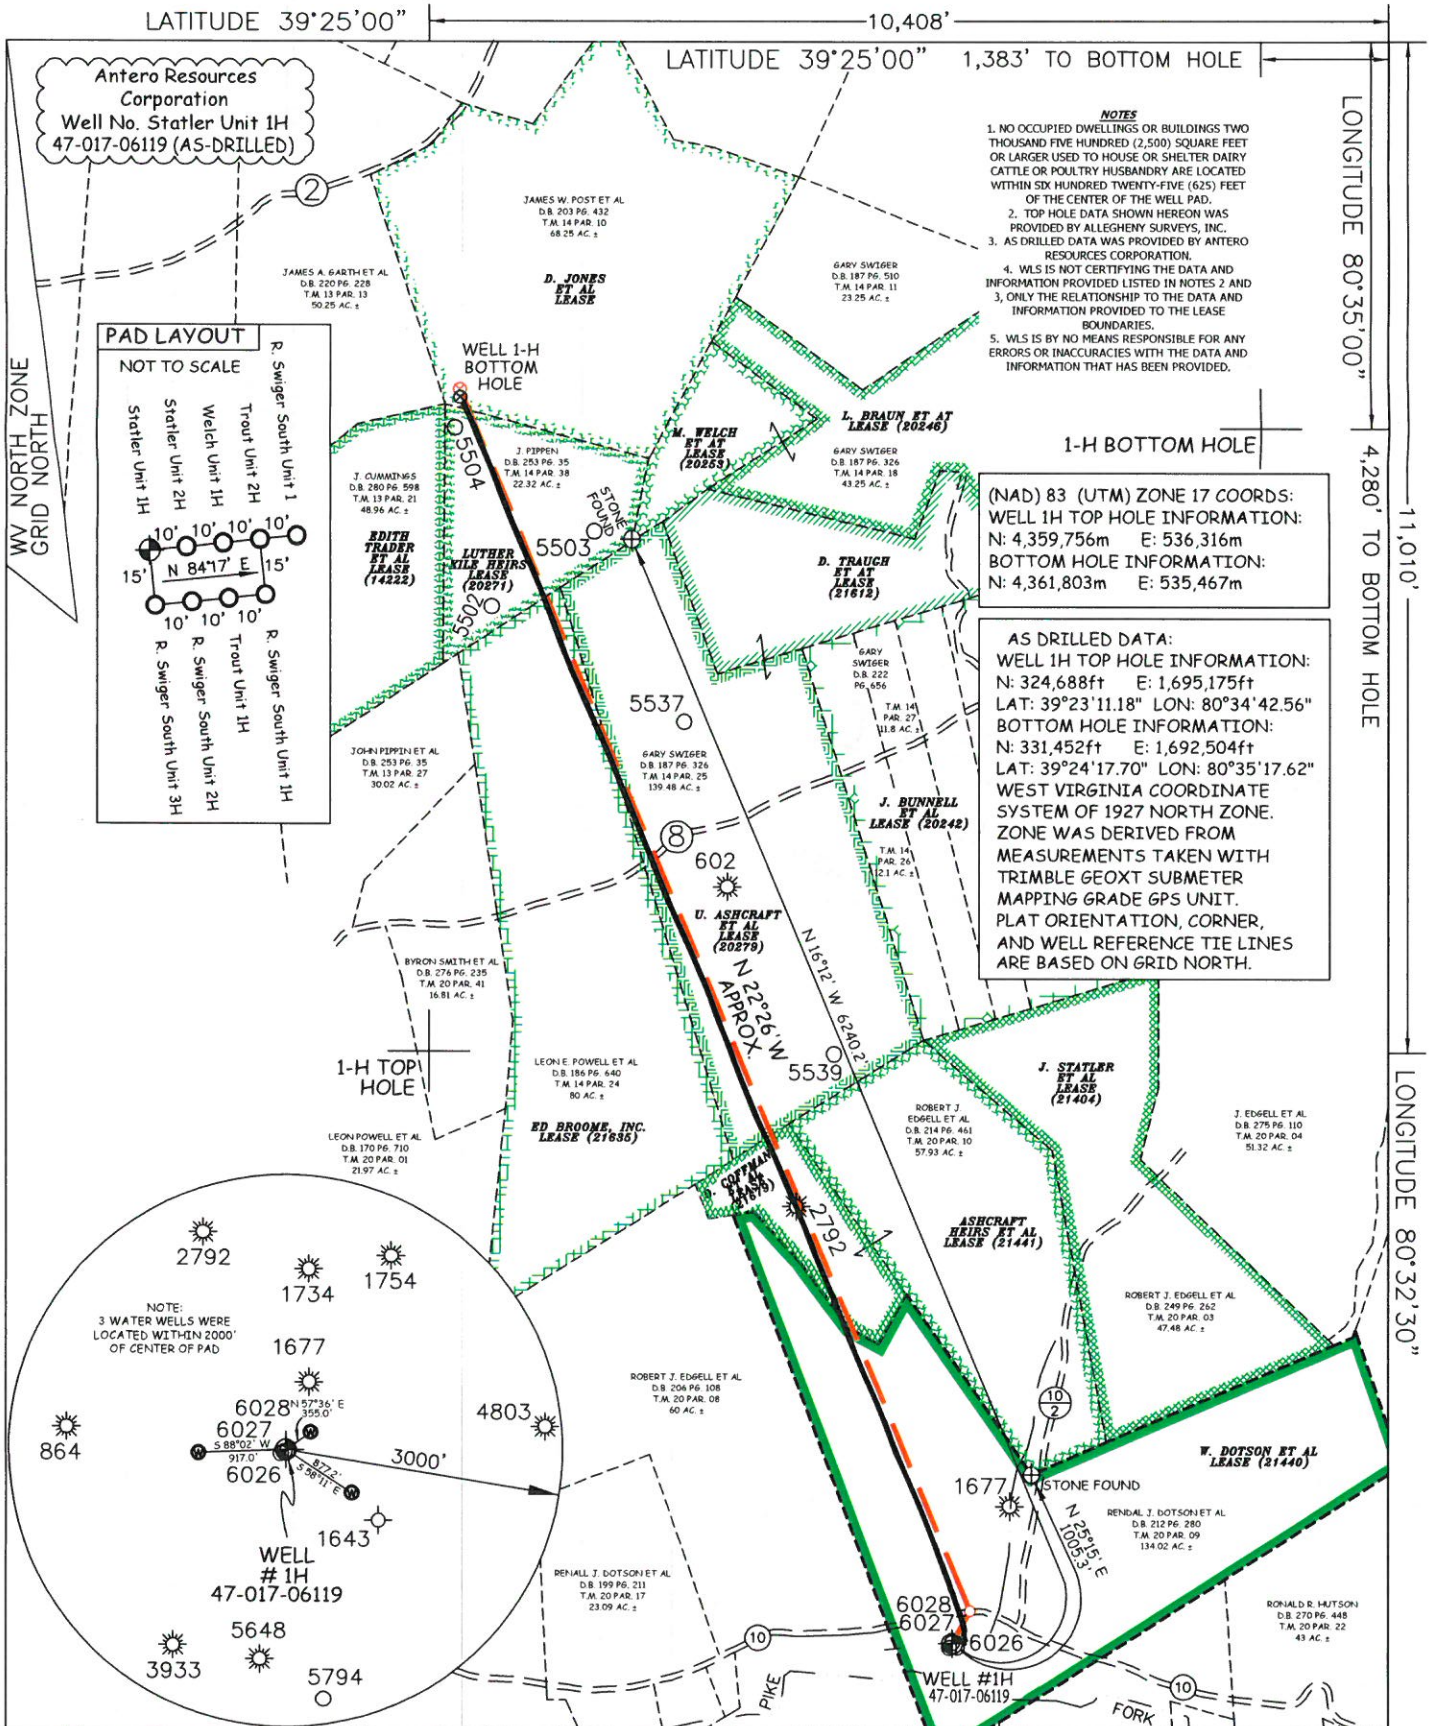 LATITUDE 39°25'00"
10,408'
LATITUDE 39°25'00"
1,383' TO BOTTOM HOLE
Antero Resources
Corporation
Well No. Statler Unit 1H
47-017-06119 (AS-DRILLED)
2
WV NORTH ZONE
GRID NORTH
LONGITUDE 80°35'00"
4,280' TO BOTTOM HOLE
11,010'
LONGITUDE 80°32'30"
NOTES
1. NO OCCUPIED DWELLINGS OR BUILDINGS TWO
THOUSAND FIVE HUNDRED (2,500) SQUARE FEET
OR LARGER USED TO HOUSE OR SHELTER DAIRY
CATTLE OR POULTRY HUSBANDRY ARE LOCATED
WITHIN SIX HUNDRED TWENTY-FIVE (625) FEET
OF THE CENTER OF THE WELL PAD.
2. TOP HOLE DATA SHOWN HEREON WAS
PROVIDED BY ALLEGHENY SURVEYS, INC.
3. AS DRILLED DATA WAS PROVIDED BY ANTERO
RESOURCES CORPORATION.
4. WLS IS NOT CERTIFYING THE DATA AND
INFORMATION PROVIDED LISTED IN NOTES 2 AND
3, ONLY THE RELATIONSHIP TO THE DATA AND
INFORMATION PROVIDED TO THE LEASE
BOUNDARIES.
5. WLS IS BY NO MEANS RESPONSIBLE FOR ANY
ERRORS OR INACCURACIES WITH THE DATA AND
INFORMATION THAT HAS BEEN PROVIDED.
JAMES W. POST ET AL
D.B. 203 PG. 432
T.M. 14 PAR. 10
68.25 AC. ±
D. JONES
ET AL
LEASE
JAMES A. GARTH ET AL
D.B. 220 PG. 228
T.M. 13 PAR. 13
50.25 AC. ±
GARY SWIGER
D.B. 187 PG. 510
T.M. 14 PAR. 11
23.25 AC. ±
PAD LAYOUT
NOT TO SCALE
Statler Unit 1H
Statler Unit 2H
Welch Unit 1H
Trout Unit 2H
R. Swiger South Unit 1
10' 10' 10' 10'
15'
N 84°17' E
15'
10' 10' 10'
R. Swiger South Unit 3H
R. Swiger South Unit 2H
Trout Unit 1H
R. Swiger South Unit 1H
WELL 1-H
BOTTOM
HOLE
5504
J. PIPPEN
D.B. 253 PG. 35
T.M. 14 PAR. 38
22.32 AC. ±
STONE
FOUND
5503
J. CUMMINGS
D.B. 280 PG. 598
T.M. 13 PAR. 21
48.96 AC. ±
EDITH
TRADER
ET AL
LEASE
(14222)
LUTHER
KILE HEIRS
LEASE
(20271)
5502
M. WELCH
ET AT
LEASE
(20253)
L. BRAUN ET AT
LEASE (20246)
GARY SWIGER
D.B. 187 PG. 326
T.M. 14 PAR. 18
43.25 AC. ±
1-H BOTTOM HOLE
D. TRAUGH
ET AT
LEASE
(21612)
(NAD) 83 (UTM) ZONE 17 COORDS:
WELL 1H TOP HOLE INFORMATION:
N: 4,359,756m E: 536,316m
BOTTOM HOLE INFORMATION:
N: 4,361,803m E: 535,467m
AS DRILLED DATA:
WELL 1H TOP HOLE INFORMATION:
N: 324,688ft E: 1,695,175ft
LAT: 39°23'11.18" LON: 80°34'42.56"
BOTTOM HOLE INFORMATION:
N: 331,452ft E: 1,692,504ft
LAT: 39°24'17.70" LON: 80°35'17.62"
WEST VIRGINIA COORDINATE
SYSTEM OF 1927 NORTH ZONE.
ZONE WAS DERIVED FROM
MEASUREMENTS TAKEN WITH
TRIMBLE GEOXT SUBMETER
MAPPING GRADE GPS UNIT.
PLAT ORIENTATION, CORNER,
AND WELL REFERENCE TIE LINES
ARE BASED ON GRID NORTH.
GARY
SWIGER
D.B. 222
PG. 656
T.M. 14
PAR. 27
11.8 AC. ±
5537
GARY SWIGER
D.B. 187 PG. 326
T.M. 14 PAR. 25
139.48 AC. ±
JOHN PIPPIN ET AL
D.B. 253 PG. 35
T.M. 13 PAR. 27
30.02 AC. ±
J. BUNNELL
ET AL
LEASE (20242)
T.M. 14
PAR. 26
12.1 AC. ±
8
602
U. ASHCRAFT
ET AL
LEASE
(20279)
N 22°26' W
APPROX.
N 16°12' W 6240.2'
5539
BYRON SMITH ET AL
D.B. 276 PG. 235
T.M. 20 PAR. 41
16.81 AC. ±
1-H TOP
HOLE
LEON E. POWELL ET AL
D.B. 186 PG. 640
T.M. 14 PAR. 24
80 AC. ±
ED BROOME, INC.
LEASE (21635)
LEON POWELL ET AL
D.B. 170 PG. 710
T.M. 20 PAR. 01
21.97 AC. ±
ROBERT J.
EDGELL ET AL
D.B. 214 PG. 461
T.M. 20 PAR. 10
57.93 AC. ±
J. STATLER
ET AL
LEASE
(21404)
J. EDGELL ET AL
D.B. 275 PG. 110
T.M. 20 PAR. 04
51.32 AC. ±
COFFMAN
ET AL
LEASE
2792
ASHCRAFT
HEIRS ET AL
LEASE (21441)
ROBERT J. EDGELL ET AL
D.B. 249 PG. 262
T.M. 20 PAR. 03
47.48 AC. ±
ROBERT J. EDGELL ET AL
D.B. 206 PG. 108
T.M. 20 PAR. 08
60 AC. ±
10
2
W. DOTSON ET AL
LEASE (21440)
STONE FOUND
1677
N 25°15' E
1005.3'
RENDAL J. DOTSON ET AL
D.B. 212 PG. 280
T.M. 20 PAR. 09
134.02 AC. ±
RENALL J. DOTSON ET AL
D.B. 199 PG. 211
T.M. 20 PAR. 17
23.09 AC. ±
RONALD R. HUTSON
D.B. 270 PG. 448
T.M. 20 PAR. 22
43 AC. ±
6028
6027
6026
WELL #1H
47-017-06119
10
10
PIKE
FORK
2792
1734
1754
NOTE:
3 WATER WELLS WERE
LOCATED WITHIN 2000'
OF CENTER OF PAD
1677
6028
6027
6026
N 57°36' E
355.0'
S 88°02' W
917.0'
877.2'
S 58°11' E
864
4803
3000'
1643
WELL
# 1H
47-017-06119
3933
5648
5794